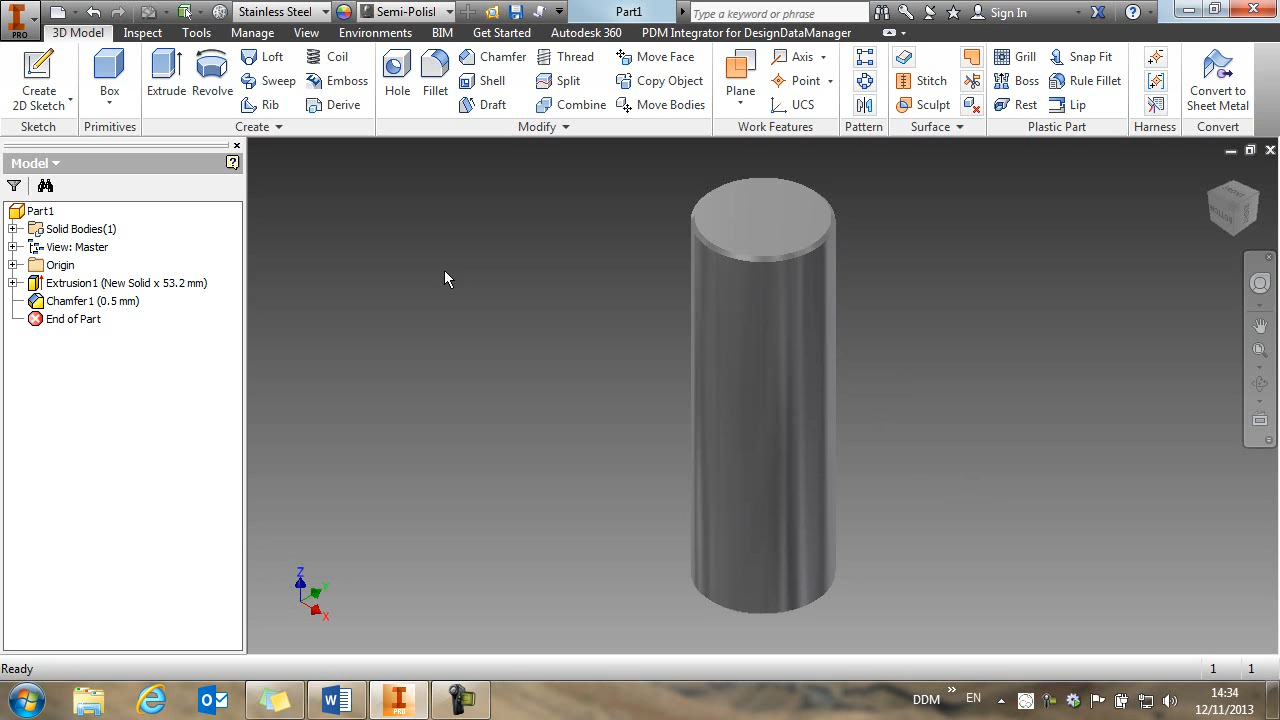 Stainless Steel Semi-Polisl Part1 Type a keyword or phrase Sign In
PRO 3D Model Inspect Tools Manage View Environments BIM Get Started Autodesk 360 PDM Integrator for DesignDataManager
Create 2D Sketch Box Extrude Revolve Loft Coil Hole Fillet Chamfer Thread Move Face Plane Axis Grill Snap Fit Convert to Sheet Metal
Sweep Emboss Shell Split Copy Object Point Stitch Boss Rule Fillet
Rib Derive Draft Combine Move Bodies UCS Sculpt Rest Lip
Sketch Primitives Create Modify Work Features Pattern Surface Plastic Part Harness Convert
Model
Part1
Solid Bodies(1)
View: Master
Origin
Extrusion1 (New Solid x 53.2 mm)
Chamfer1 (0.5 mm)
End of Part
Z
Y
X
Ready 1 1
PRO DDM EN 14:34
12/11/2013